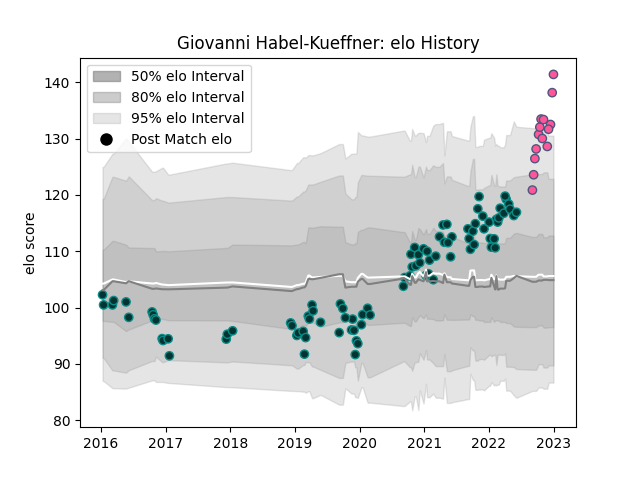 Giovanni Habel-Kueffner: elo History
50% elo Interval
80% elo Interval
95% elo Interval
Post Match elo
elo score
140
130
120
110
100
90
80
2016 2017 2018 2019 2020 2021 2022 2023